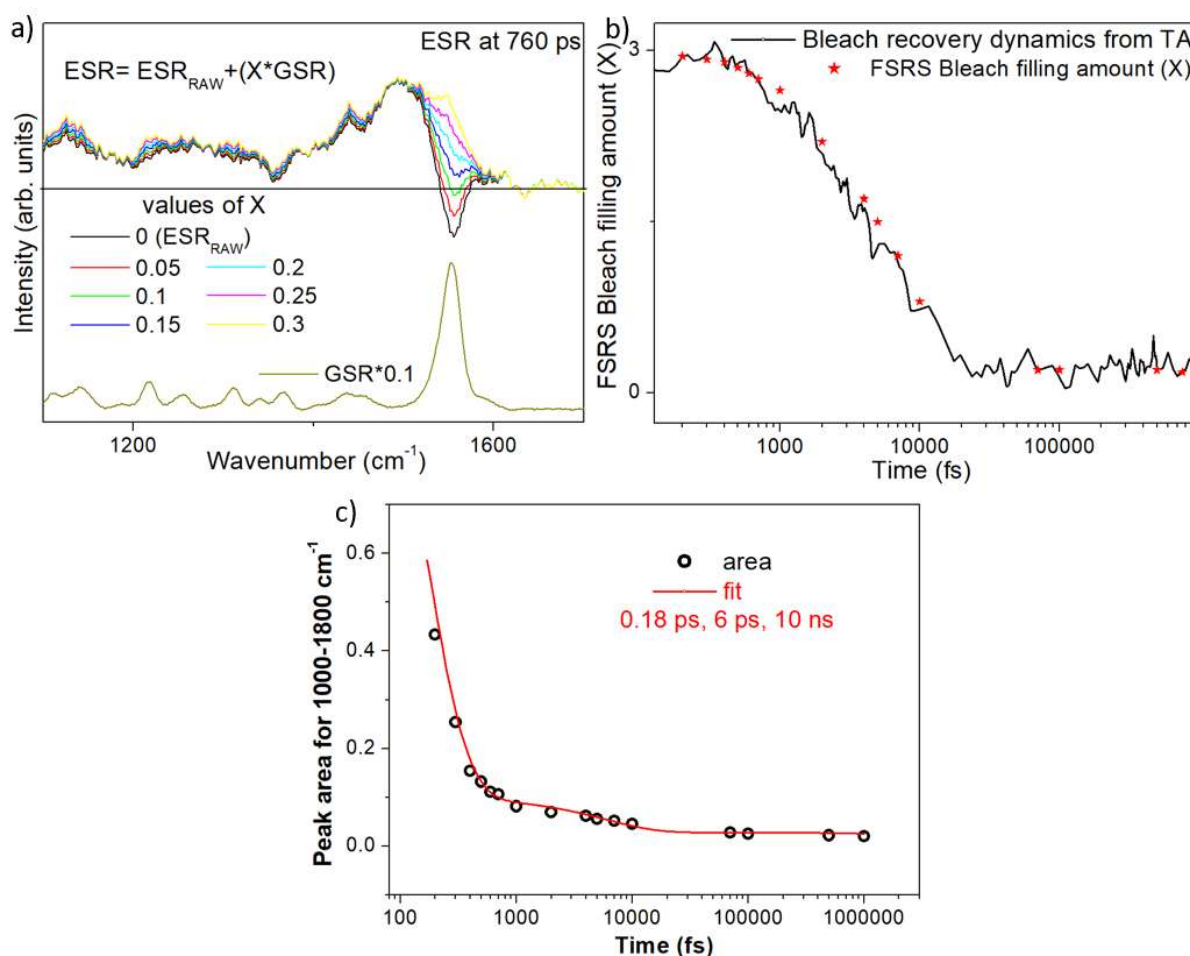 a)
ESR at 760 ps
ESR= ESR_RAW+(X*GSR)
values of X
0 (ESR_RAW)
0.05
0.2
0.1
0.25
0.15
0.3
GSR*0.1
Intensity (arb. units)
1200
1600
Wavenumber (cm⁻¹)
b)
Bleach recovery dynamics from TA
FSRS Bleach filling amount (X)
FSRS Bleach filling amount (X)
3
0
1000
10000
100000
Time (fs)
c)
area
fit
0.18 ps, 6 ps, 10 ns
Peak area for 1000-1800 cm⁻¹
0.6
0.4
0.2
0.0
100
1000
10000
100000
1000000
Time (fs)